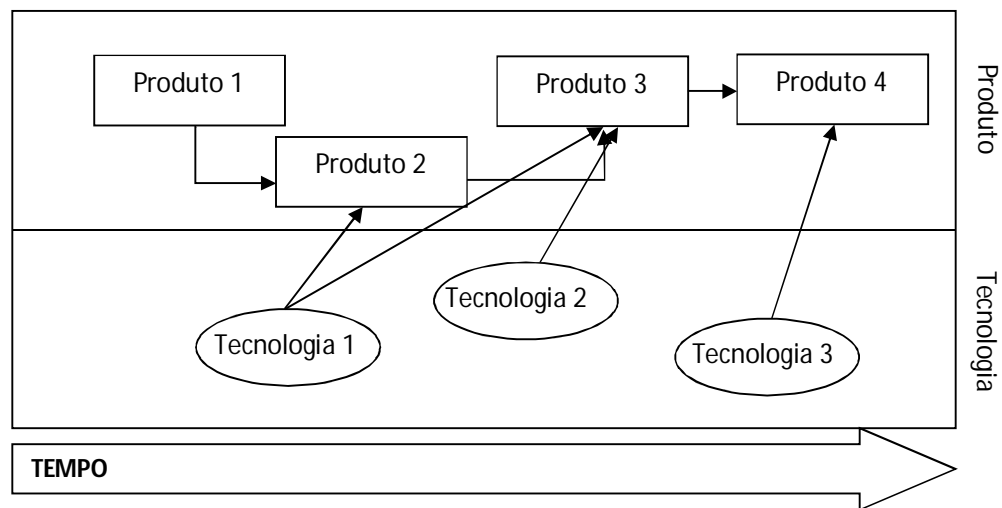 Produto 1
Produto 2
Produto 3
Produto 4
Produto
Tecnologia 1
Tecnologia 2
Tecnologia 3
Tecnologia
TEMPO